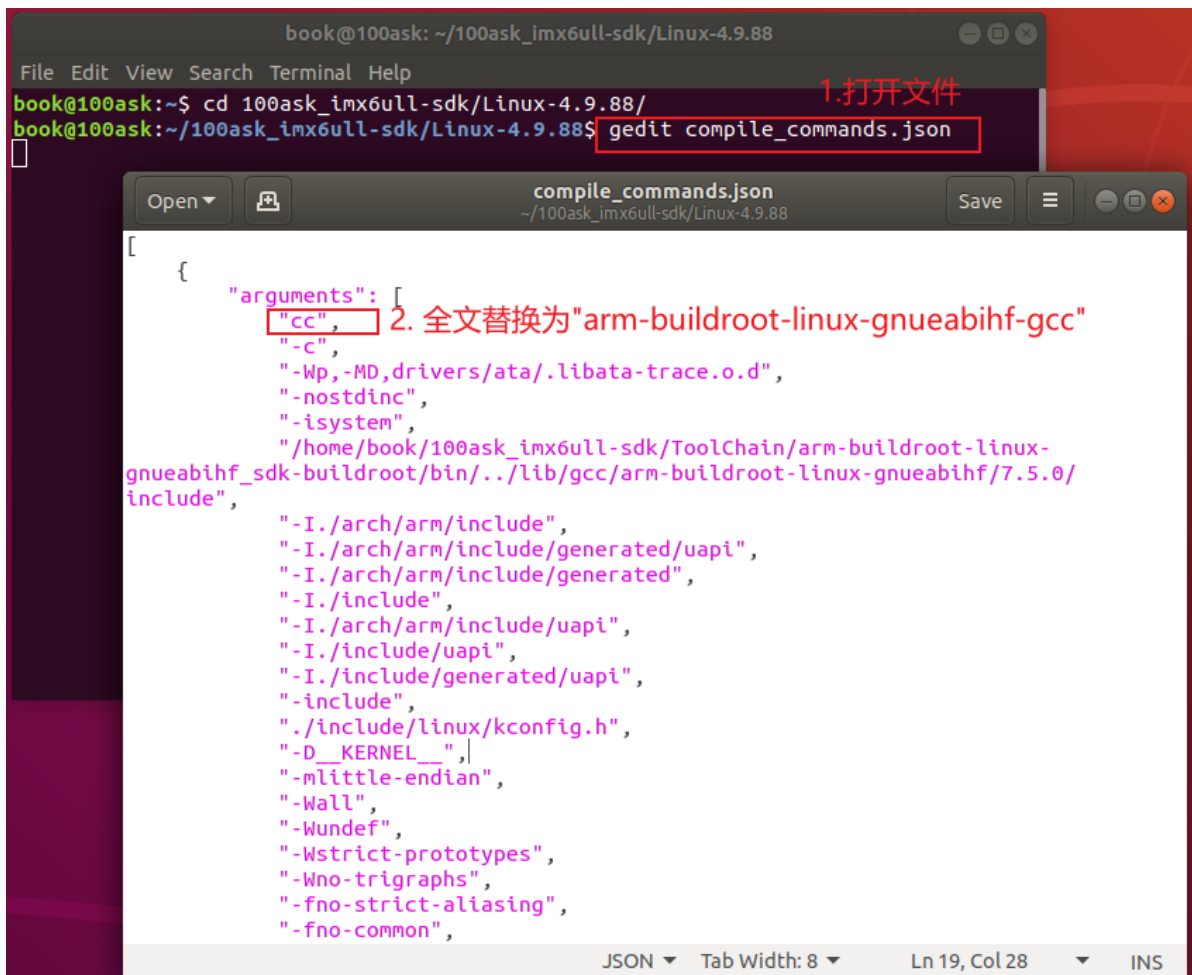 book@100ask: ~/100ask_imx6ull-sdk/Linux-4.9.88
File Edit View Search Terminal Help
1.打开文件
book@100ask:~$ cd 100ask_imx6ull-sdk/Linux-4.9.88/
book@100ask:~/100ask_imx6ull-sdk/Linux-4.9.88$ gedit compile_commands.json
Open
compile_commands.json
~/100ask_imx6ull-sdk/Linux-4.9.88
Save
[
{
"arguments": [
"cc", 2. 全文替换为"arm-buildroot-linux-gnueabihf-gcc"
"-c",
"-Wp,-MD,drivers/ata/.libata-trace.o.d",
"-nostdinc",
"-isystem",
"/home/book/100ask_imx6ull-sdk/ToolChain/arm-buildroot-linux-
gnueabihf_sdk-buildroot/bin/../lib/gcc/arm-buildroot-linux-gnueabihf/7.5.0/
include",
"-I./arch/arm/include",
"-I./arch/arm/include/generated/uapi",
"-I./arch/arm/include/generated",
"-I./include",
"-I./arch/arm/include/uapi",
"-I./include/uapi",
"-I./include/generated/uapi",
"-include",
"./include/linux/kconfig.h",
"-D__KERNEL__",
"-mlittle-endian",
"-Wall",
"-Wundef",
"-Wstrict-prototypes",
"-Wno-trigraphs",
"-fno-strict-aliasing",
"-fno-common",
JSON Tab Width: 8 Ln 19, Col 28 INS